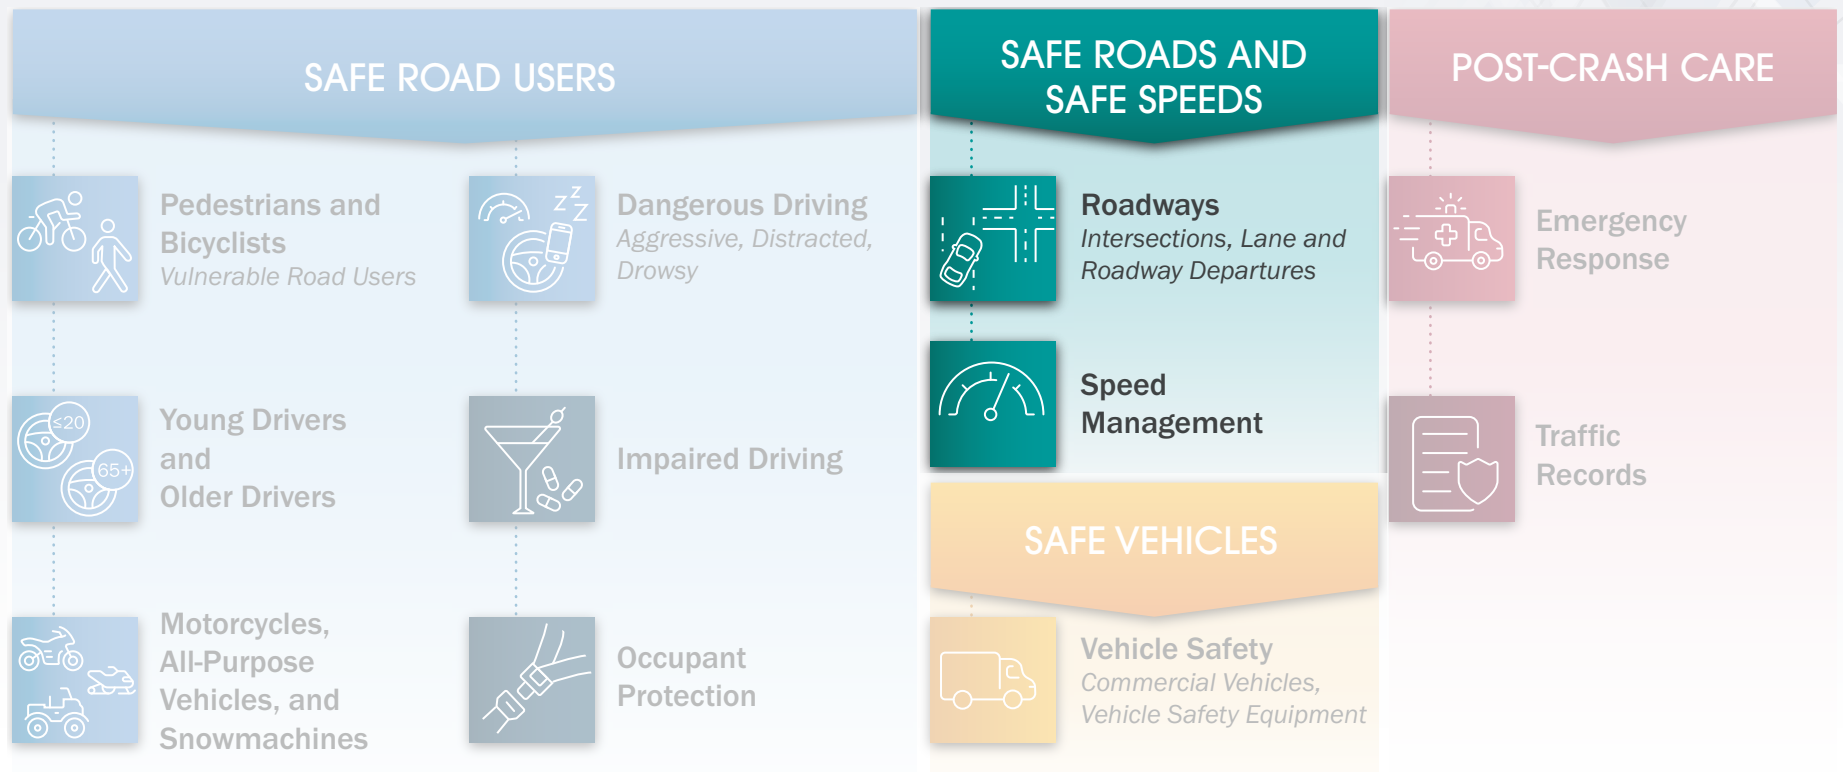 SAFE ROAD USERS
Pedestrians and
Bicyclists
Vulnerable Road Users
≤20
65+
Young Drivers
and
Older Drivers
Motorcycles,
All-Purpose
Vehicles, and
Snowmachines
z
z
z
Dangerous Driving
Aggressive, Distracted,
Drowsy
Impaired Driving
Occupant
Protection
SAFE ROADS AND
SAFE SPEEDS
Roadways
Intersections, Lane and
Roadway Departures
Speed
Management
SAFE VEHICLES
Vehicle Safety
Commercial Vehicles,
Vehicle Safety Equipment
POST-CRASH CARE
Emergency
Response
Traffic
Records